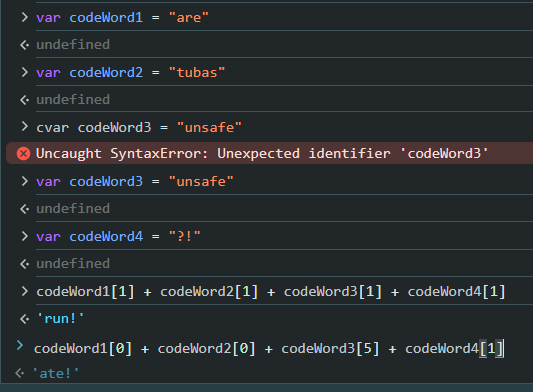 > var codeWord1 = "are"
<· undefined
> var codeWord2 = "tubas"
<· undefined
> cvar codeWord3 = "unsafe"
Uncaught SyntaxError: Unexpected identifier 'codeWord3'
> var codeWord3 = "unsafe"
<· undefined
> var codeWord4 = "?!"
<· undefined
> codeWord1[1] + codeWord2[1] + codeWord3[1] + codeWord4[1]
<· 'run!'
> codeWord1[0] + codeWord2[0] + codeWord3[5] + codeWord4[1]
<· 'ate!'